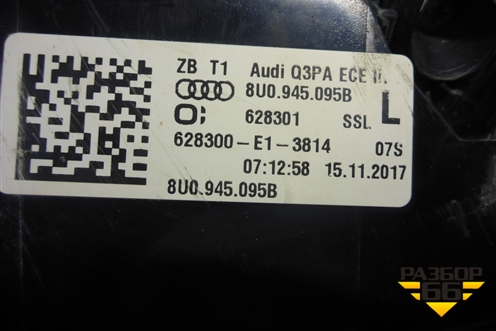 ZB T1 Audi Q3PA ECE
8U0.945.095B
628301 SSL L
628300-E1-3814 07S
07:12:58 15.11.2017
8U0.945.095B
РАЗБОР
66